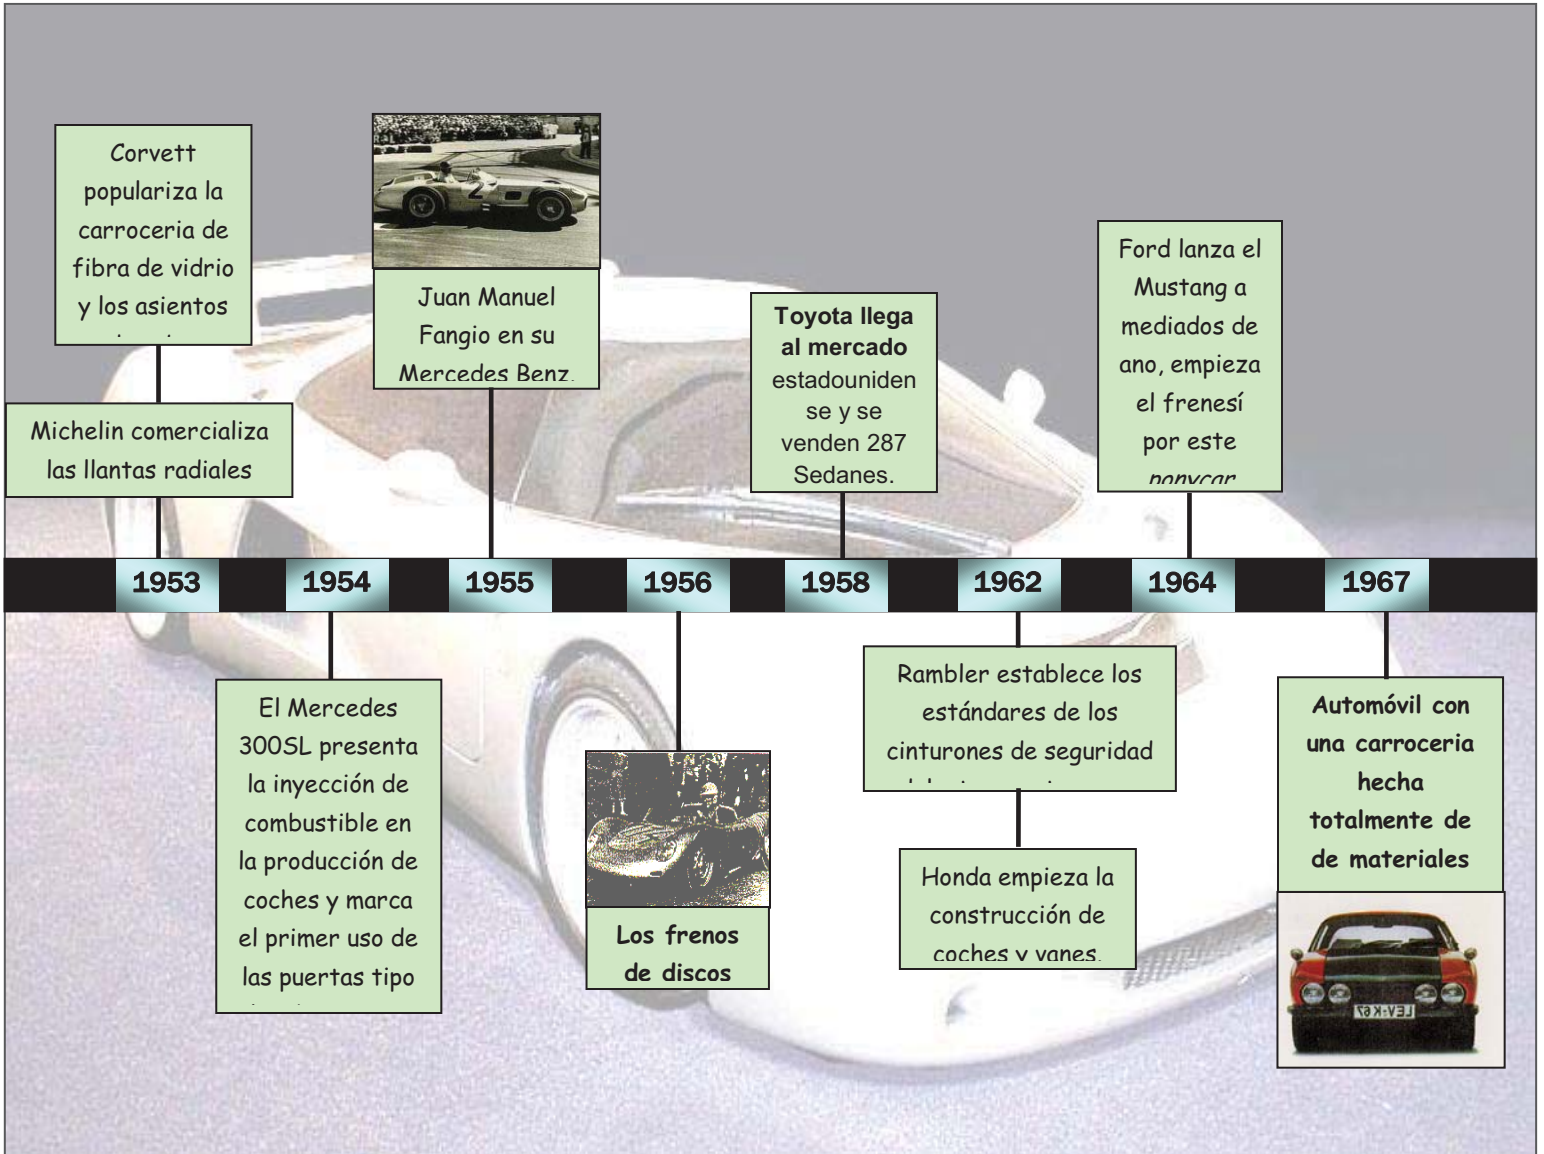 Corvett
populariza la
carroceria de
fibra de vidrio
y los asientos
Michelin comercializa
las llantas radiales
2
Juan Manuel
Fangio en su
Mercedes Benz.
Toyota llega
al mercado
estadouniden
se y se
venden 287
Sedanes.
Ford lanza el
Mustang a
mediados de
ano, empieza
el frenesí
por este
ponycar
1953
1954
1955
1956
1958
1962
1964
1967
El Mercedes
300SL presenta
la inyección de
combustible en
la producción de
coches y marca
el primer uso de
las puertas tipo
Los frenos
de discos
Rambler establece los
estándares de los
cinturones de seguridad
Honda empieza la
construcción de
coches y vanes.
Automóvil con
una carroceria
hecha
totalmente de
de materiales
LEV-K 67